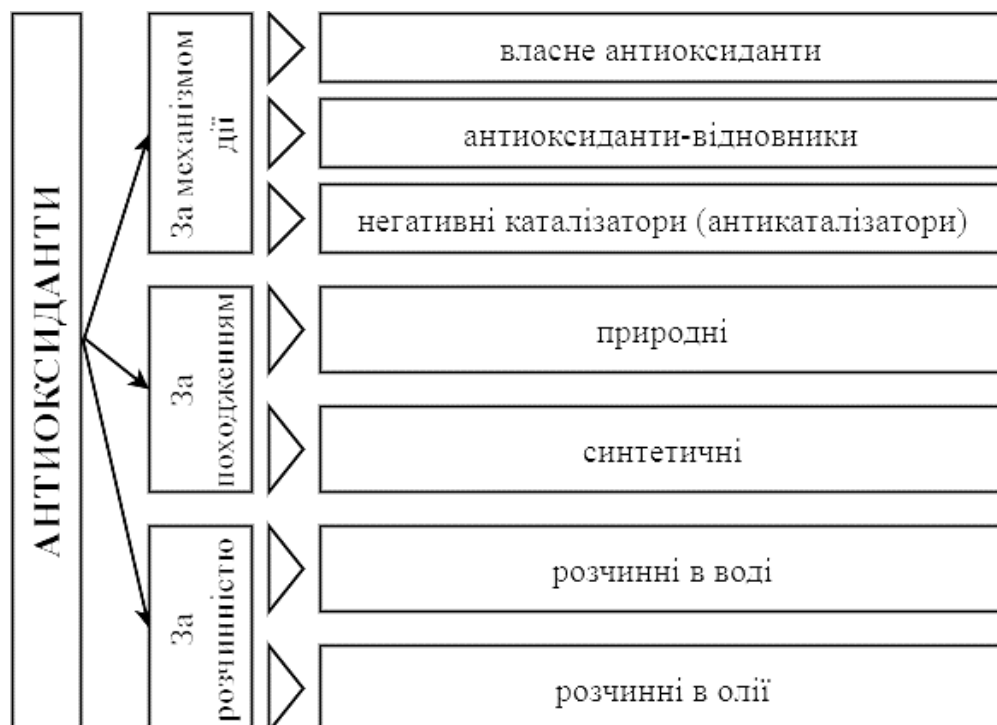 АНТИОКСИДАНТИ
За механізмом
дії
власне антиоксиданти
антиоксиданти-відновники
негативні каталізатори (антикаталізатори)
За
походженням
природні
синтетичні
За
розчинністю
розчинні в воді
розчинні в олії